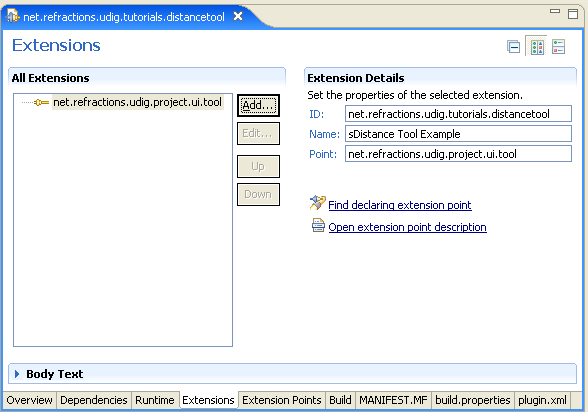 net.refractions.udig.tutorials.distancetool
Extensions
All Extensions
net.refractions.udig.project.ui.tool
Add...
Edit...
Up
Down
Extension Details
Set the properties of the selected extension.
ID: net.refractions.udig.tutorials.distancetool
Name: sDistance Tool Example
Point: net.refractions.udig.project.ui.tool
Find declaring extension point
Open extension point description
Body Text
Overview Dependencies Runtime Extensions Extension Points Build MANIFEST.MF build.properties plugin.xml